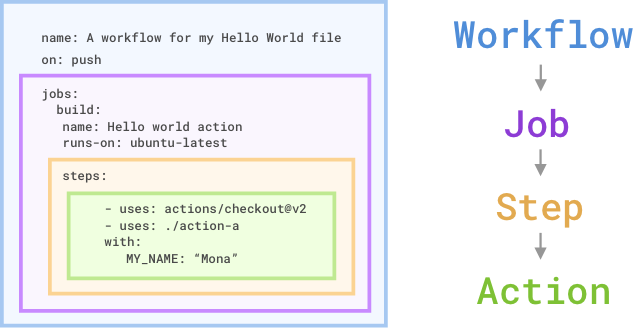 name: A workflow for my Hello World file
on: push
jobs:
build:
name: Hello world action
runs-on: ubuntu-latest
steps:
- uses: actions/checkout@v2
- uses: ./action-a
with:
MY_NAME: “Mona”
Workflow
Job
Step
Action